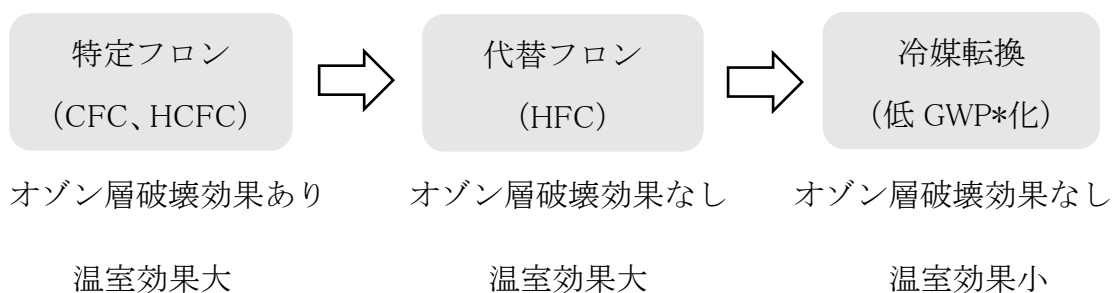 特定フロン
（CFC、HCFC）
代替フロン
（HFC）
冷媒転換
（低 GWP*化）
オゾン層破壊効果あり
オゾン層破壊効果なし
オゾン層破壊効果なし
温室効果大
温室効果大
温室効果小